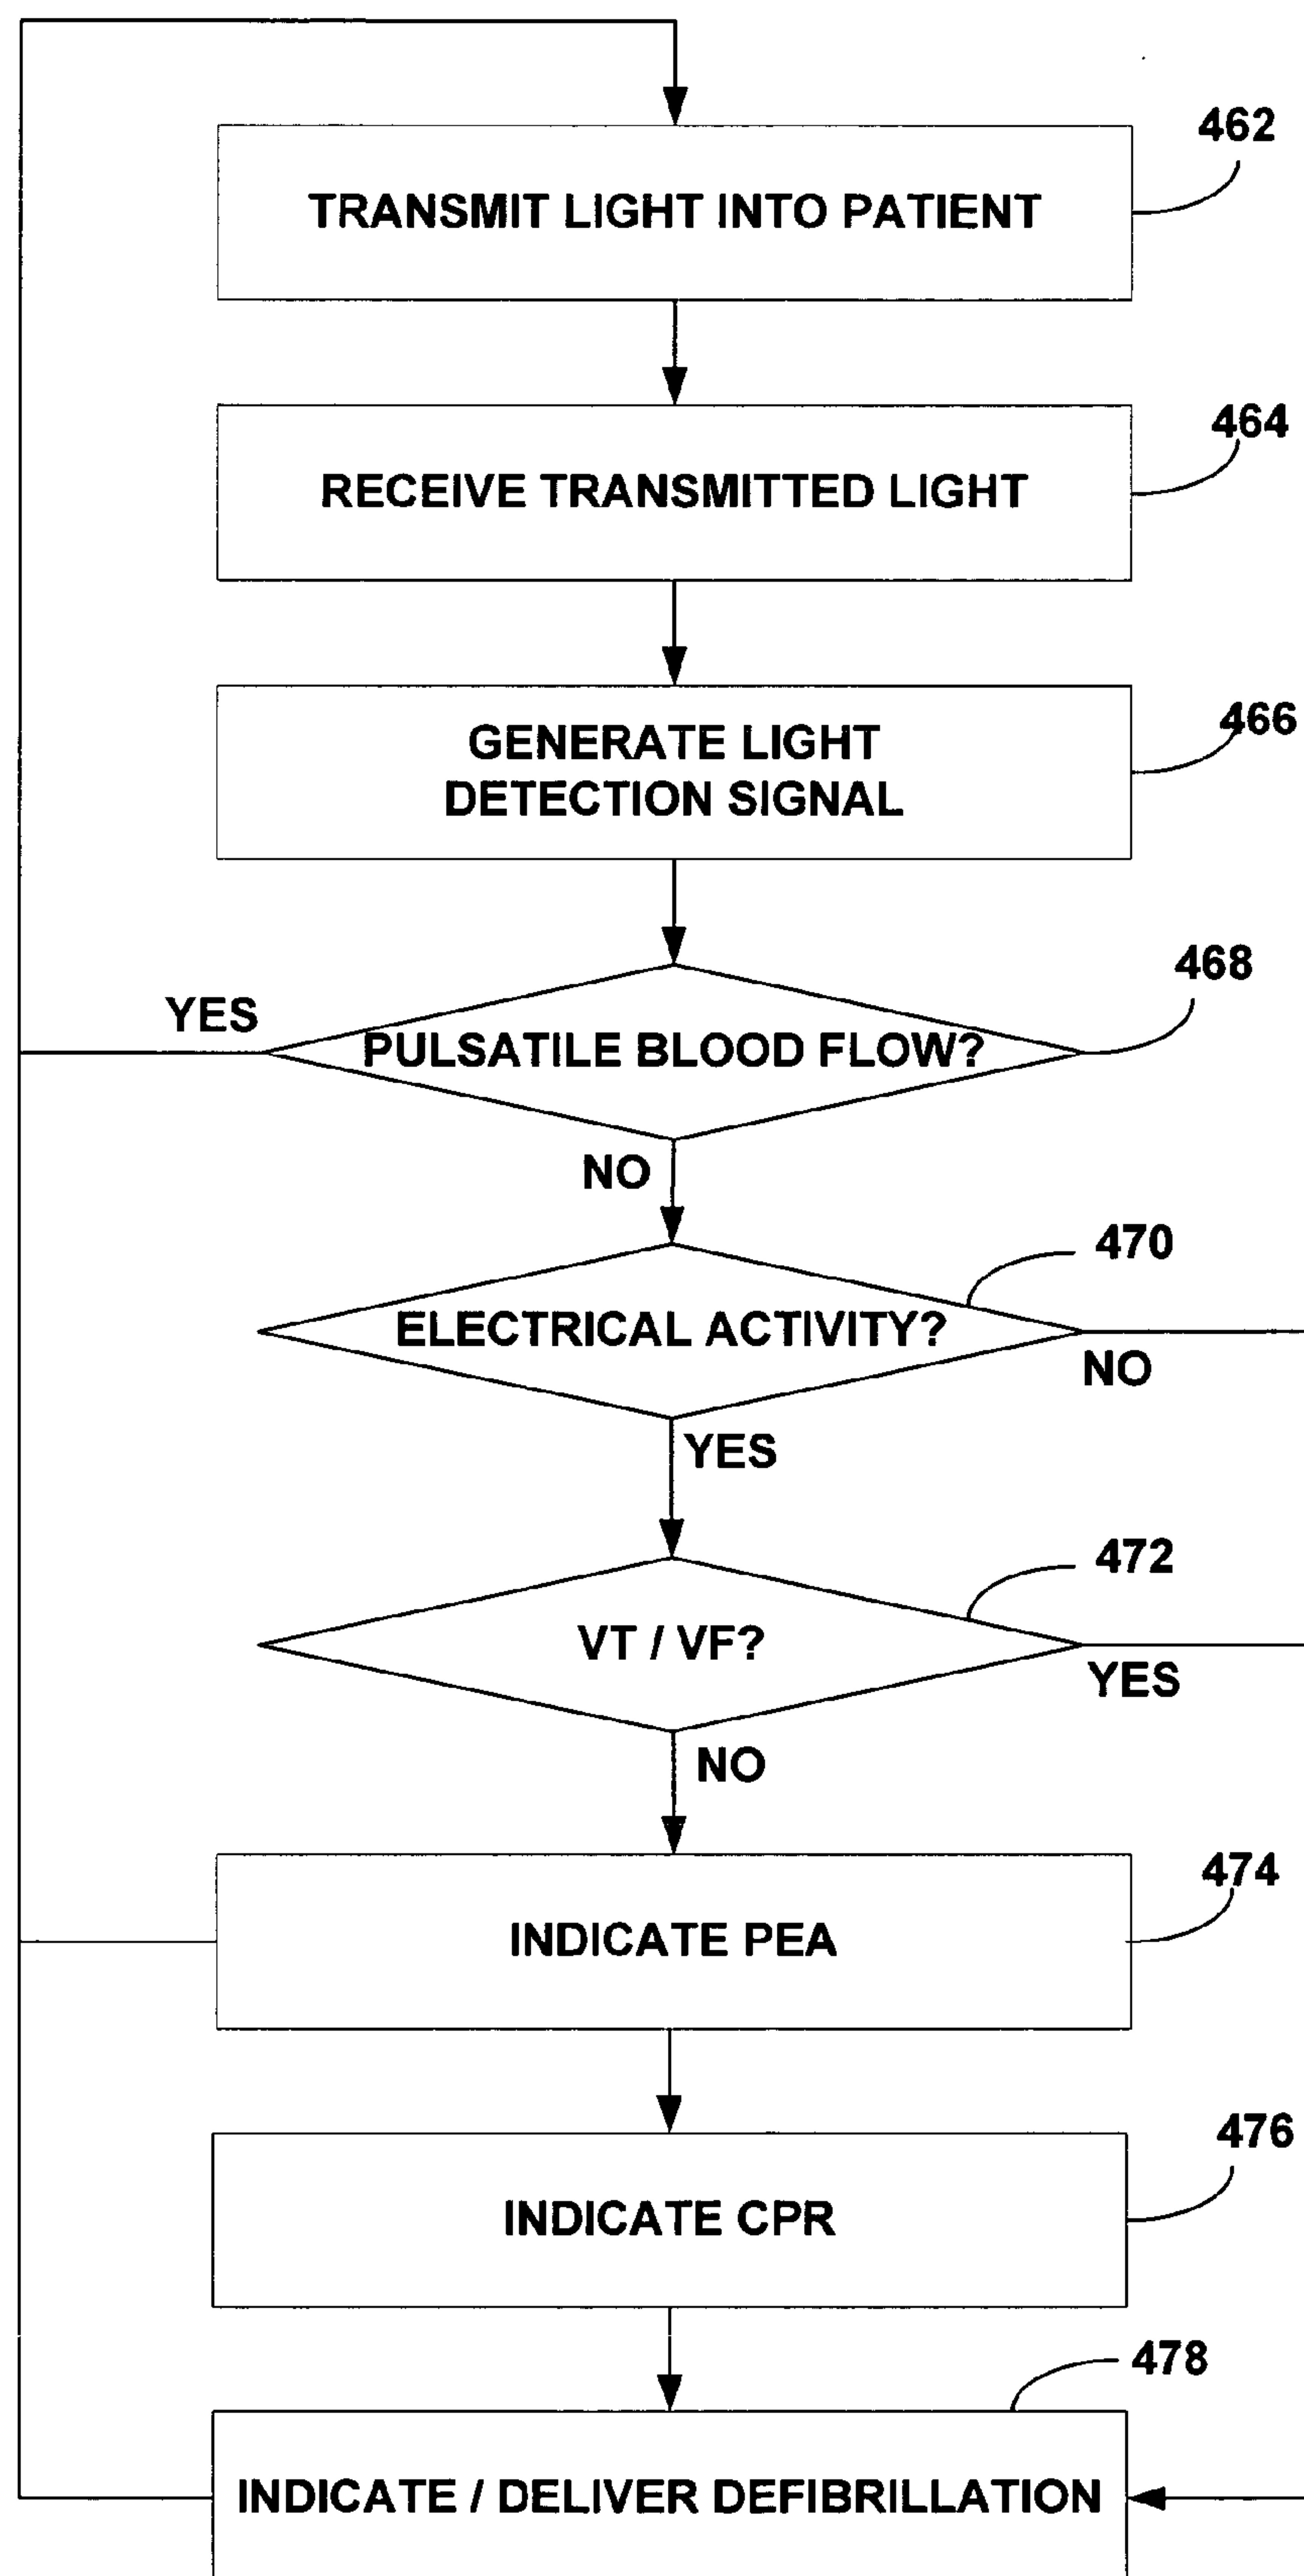 462
TRANSMIT LIGHT INTO PATIENT
464
RECEIVE TRANSMITTED LIGHT
466
GENERATE LIGHT
DETECTION SIGNAL
468
YES
PULSATILE BLOOD FLOW?
NO
470
ELECTRICAL ACTIVITY?
NO
YES
472
VT / VF?
YES
NO
474
INDICATE PEA
476
INDICATE CPR
478
INDICATE / DELIVER DEFIBRILLATION